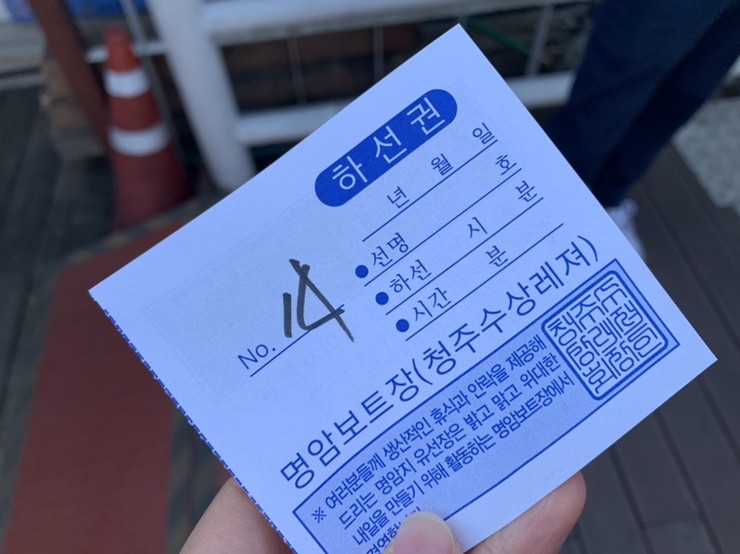 하선권
년 월 일
●선명 호
●하선 시 분
●시간 분
No. 14
명암보트장(청주수상레져)
※ 여러분들께 생산적인 휴식과 안락을 제공해
드리는 명암지 유선장은 밝고 맑고 위대한
내일을 만들기 위해 활동하는 명암보트장에서